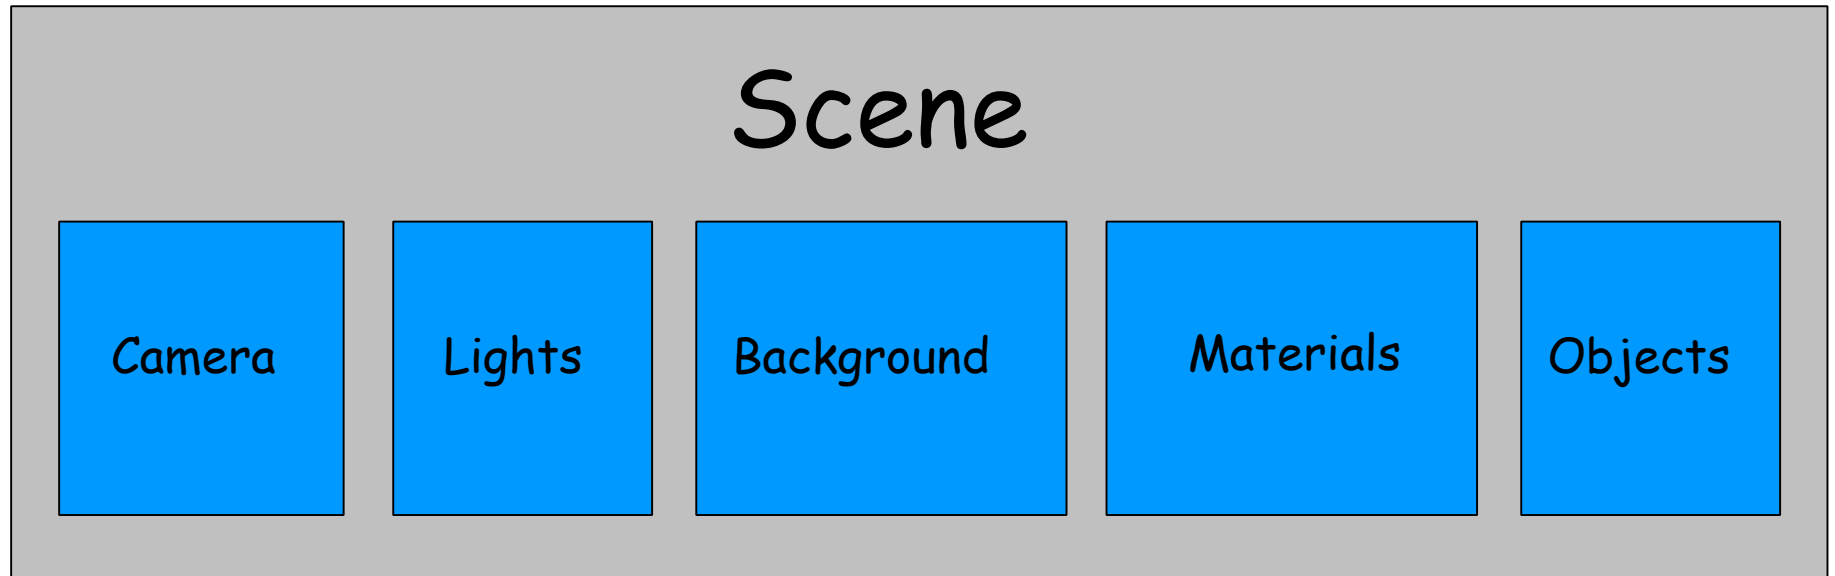 Scene
Camera
Lights
Background
Materials
Objects